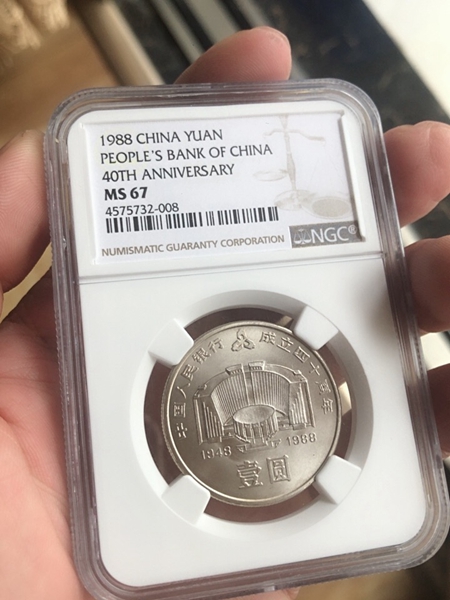 1988 CHINA YUAN
PEOPLE'S BANK OF CHINA
40TH ANNIVERSARY
MS 67
4575732-008
NUMISMATIC GUARANTY CORPORATION NGC®
中国人民银行 成立四十周年
1948 1988
壹圆